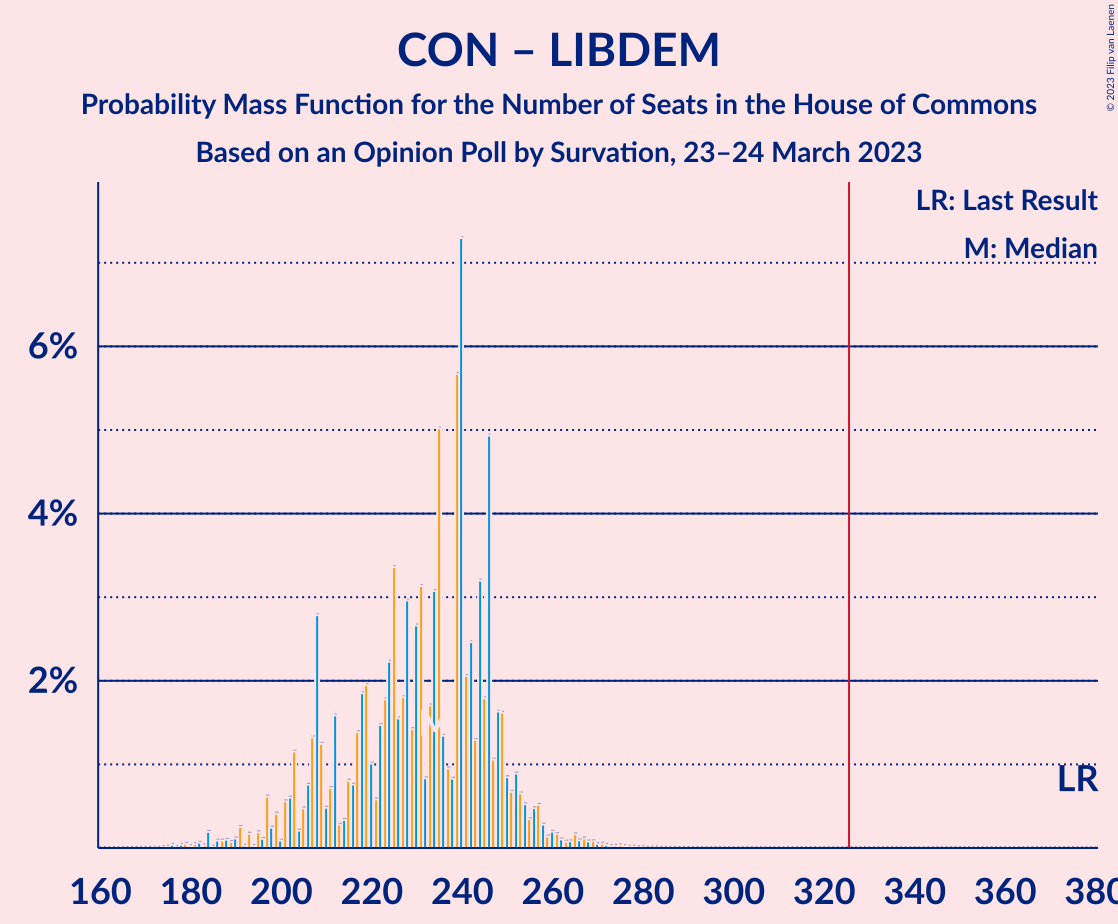 CON – LIBDEM
Probability Mass Function for the Number of Seats in the House of Commons
Based on an Opinion Poll by Survation, 23–24 March 2023
© 2023 Filip van Laenen
LR: Last Result
M: Median
6%
4%
2%
LR
160 180 200 220 240 260 280 300 320 340 360 380